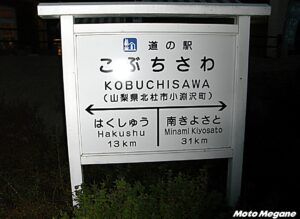 道の駅
こぶちさわ
KOBUCHISAWA
(山梨県北杜市小淵沢町)
はくしゅう 南きよさと
Hakushu Minami Kiyosato
13km 31km
Moto Megane